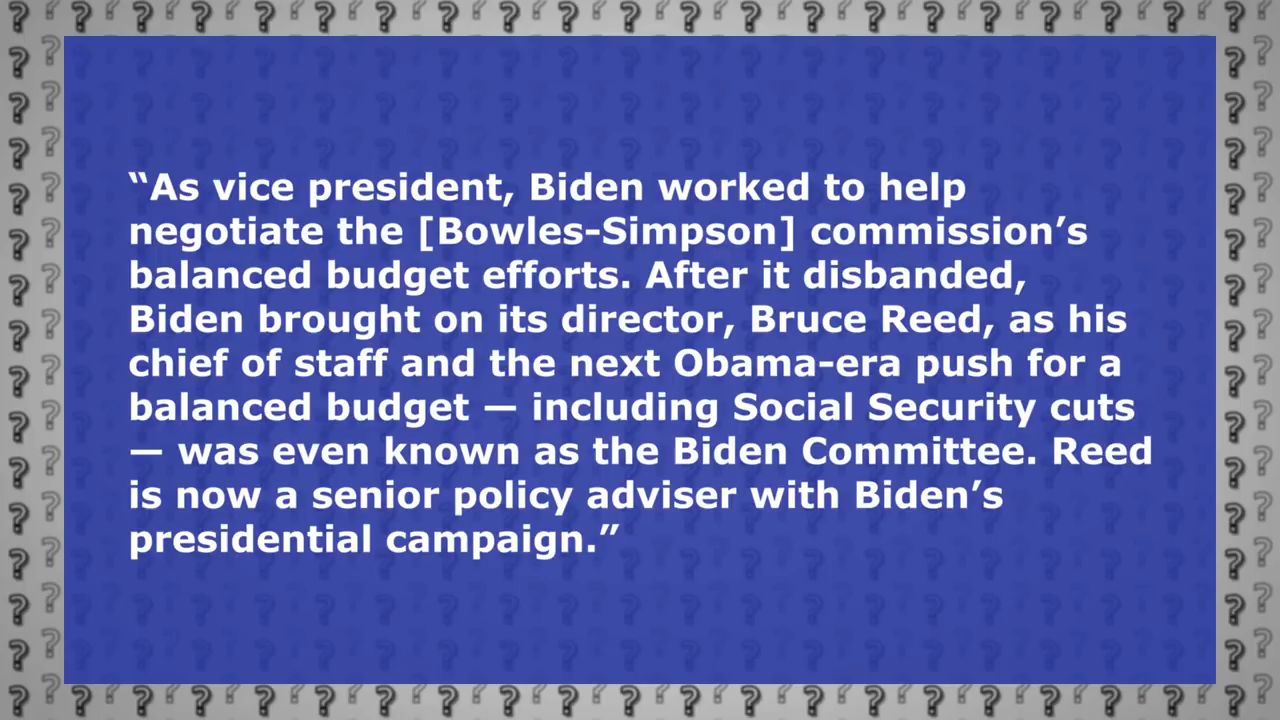 “As vice president, Biden worked to help
negotiate the [Bowles-Simpson] commission’s
balanced budget efforts. After it disbanded,
Biden brought on its director, Bruce Reed, as his
chief of staff and the next Obama-era push for a
balanced budget — including Social Security cuts
— was even known as the Biden Committee. Reed
is now a senior policy adviser with Biden’s
presidential campaign.”